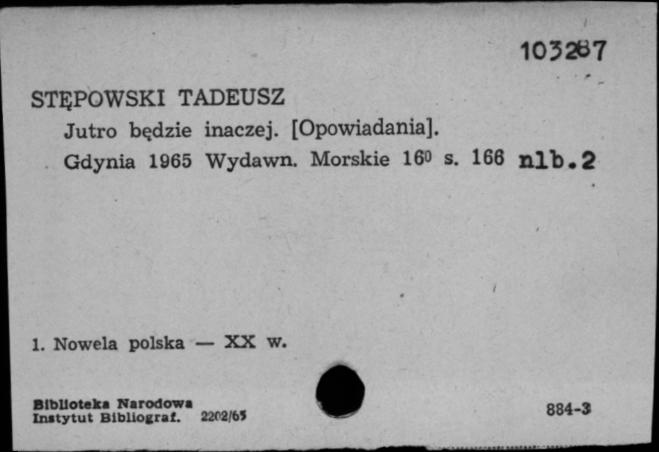 103287
STĘPOWSKI TADEUSZ
Jutro będzie inaczej. [Opowiadania].
Gdynia 1965 Wydawn. Morskie 16⁰ s. 166 nlb.2
1. Nowela polska — XX w.
Biblioteka Narodowa
Instytut Bibliograf. 2202/65
884-3